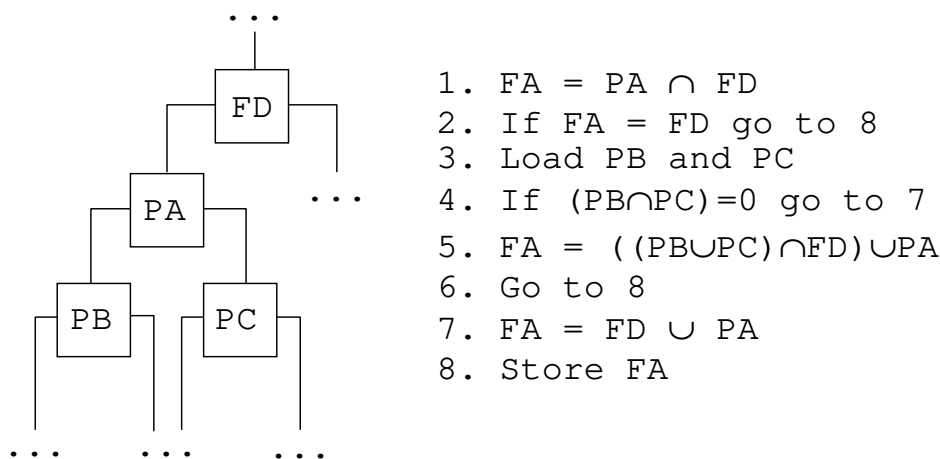 ...
FD
...
PA
PB
PC
... ... ...
1. FA = PA ∩ FD
2. If FA = FD go to 8
3. Load PB and PC
4. If (PB∩PC)=0 go to 7
5. FA = ((PB∪PC)∩FD)∪PA
6. Go to 8
7. FA = FD ∪ PA
8. Store FA